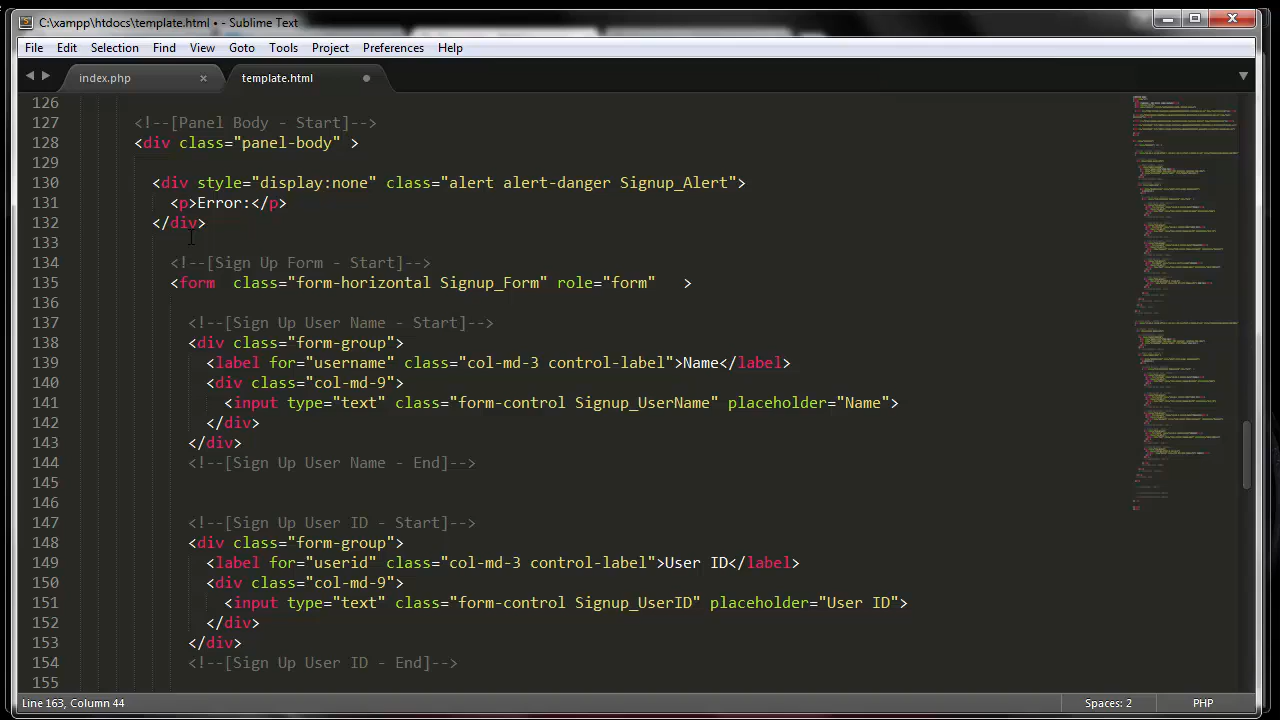 C:\xampp\htdocs\template.html • - Sublime Text
File Edit Selection Find View Goto Tools Project Preferences Help
index.php × template.html
126
127 <!--[Panel Body - Start]-->
128 <div class="panel-body" >
129
130 <div style="display:none" class="alert alert-danger Signup_Alert">
131 <p>Error:</p>
132 </div>
133
134 <!--[Sign Up Form - Start]-->
135 <form  class="form-horizontal Signup_Form" role="form"   >
136
137 <!--[Sign Up User Name - Start]-->
138 <div class="form-group">
139 <label for="username" class="col-md-3 control-label">Name</label>
140 <div class="col-md-9">
141 <input type="text" class="form-control Signup_UserName" placeholder="Name">
142 </div>
143 </div>
144 <!--[Sign Up User Name - End]-->
145
146
147 <!--[Sign Up User ID - Start]-->
148 <div class="form-group">
149 <label for="userid" class="col-md-3 control-label">User ID</label>
150 <div class="col-md-9">
151 <input type="text" class="form-control Signup_UserID" placeholder="User ID">
152 </div>
153 </div>
154 <!--[Sign Up User ID - End]-->
155
Line 163, Column 44 Spaces: 2 PHP